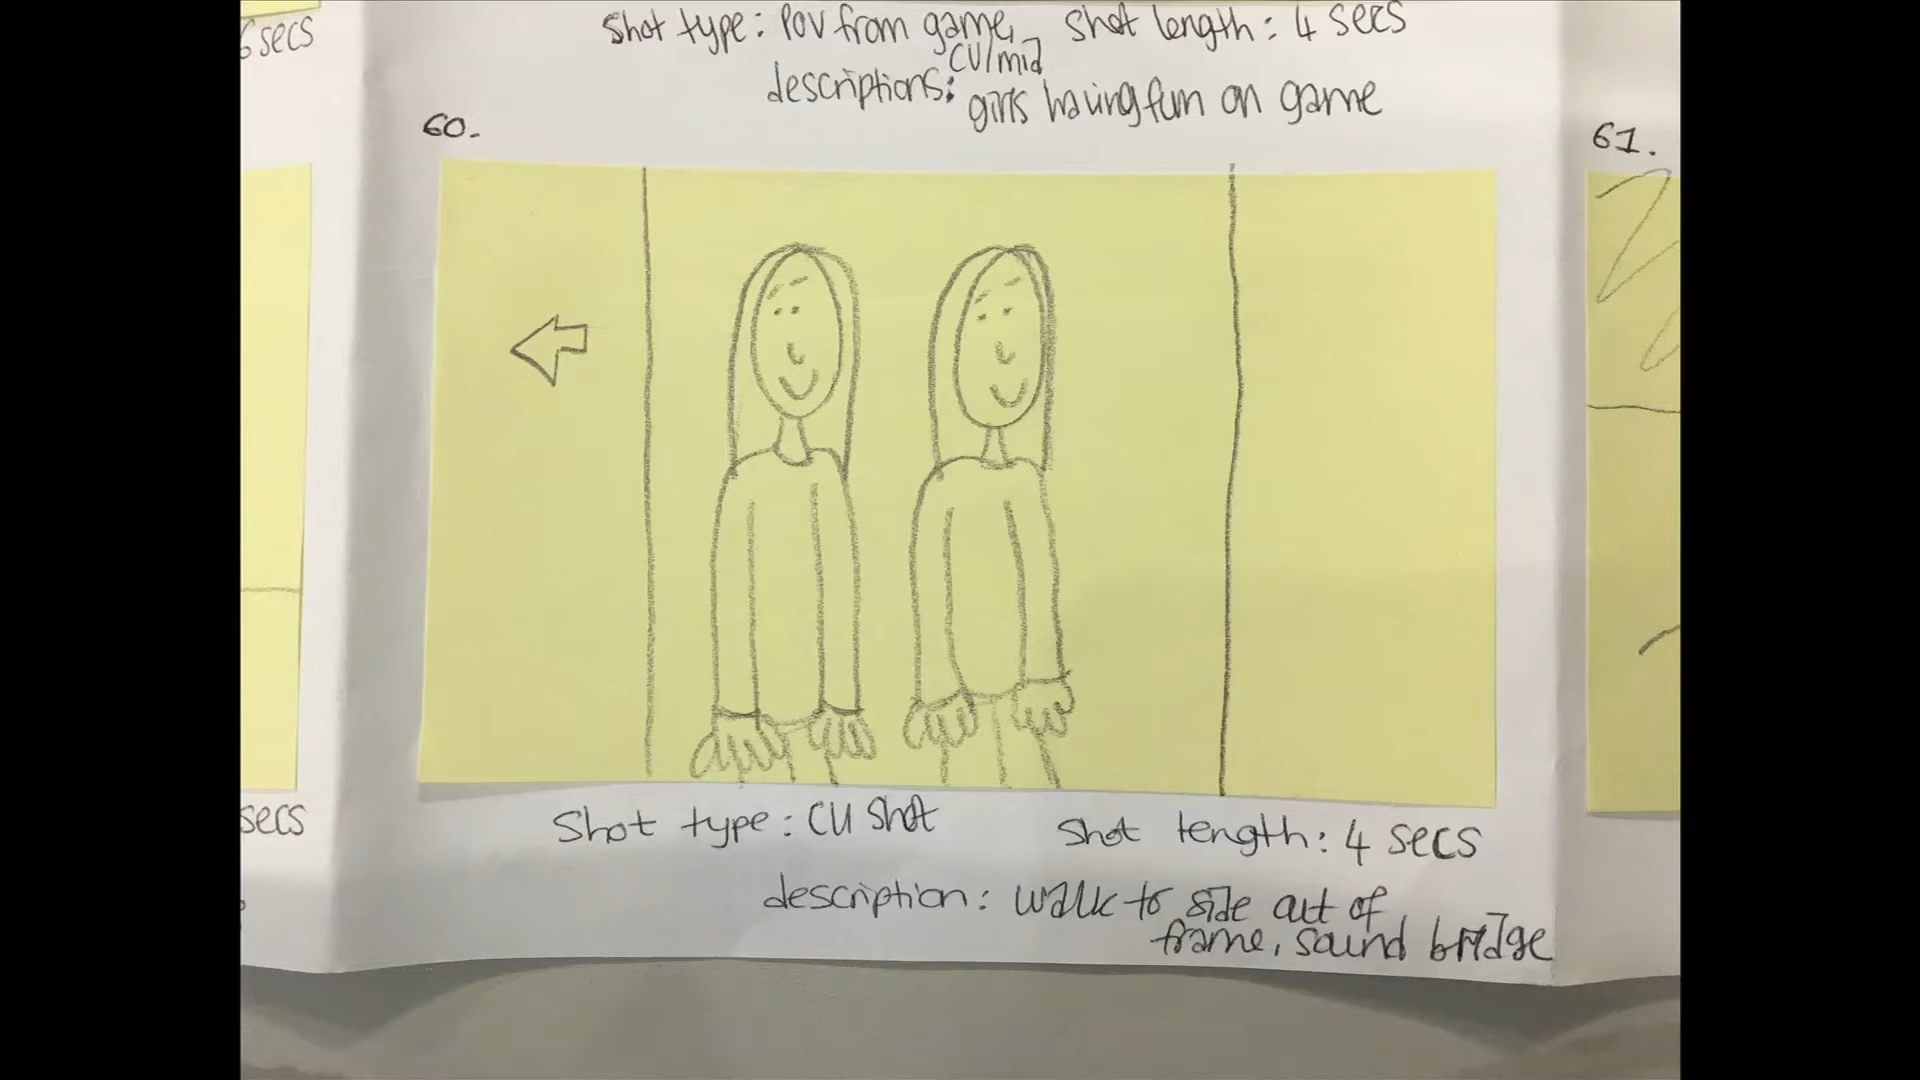 6 secs
Shot type: POV from game, Shot length: 4 secs
CU/mid
descriptions: girls having fun on game
60.
61.
Shot type: CU shot Shot length: 4 secs
secs
description: walk to side out of
frame, sound bridge